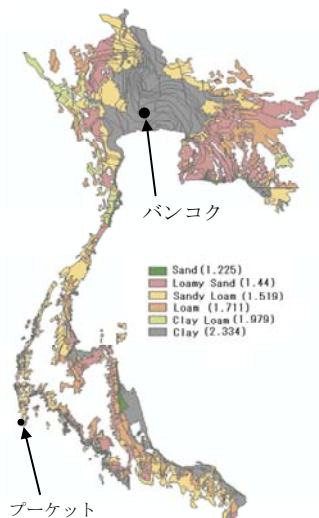 バンコク
Sand (1.225)
Loamy Sand (1.44)
Sandy Loam (1.519)
Loam (1.711)
Clay Loam (1.979)
Clay (2.334)
プーケット